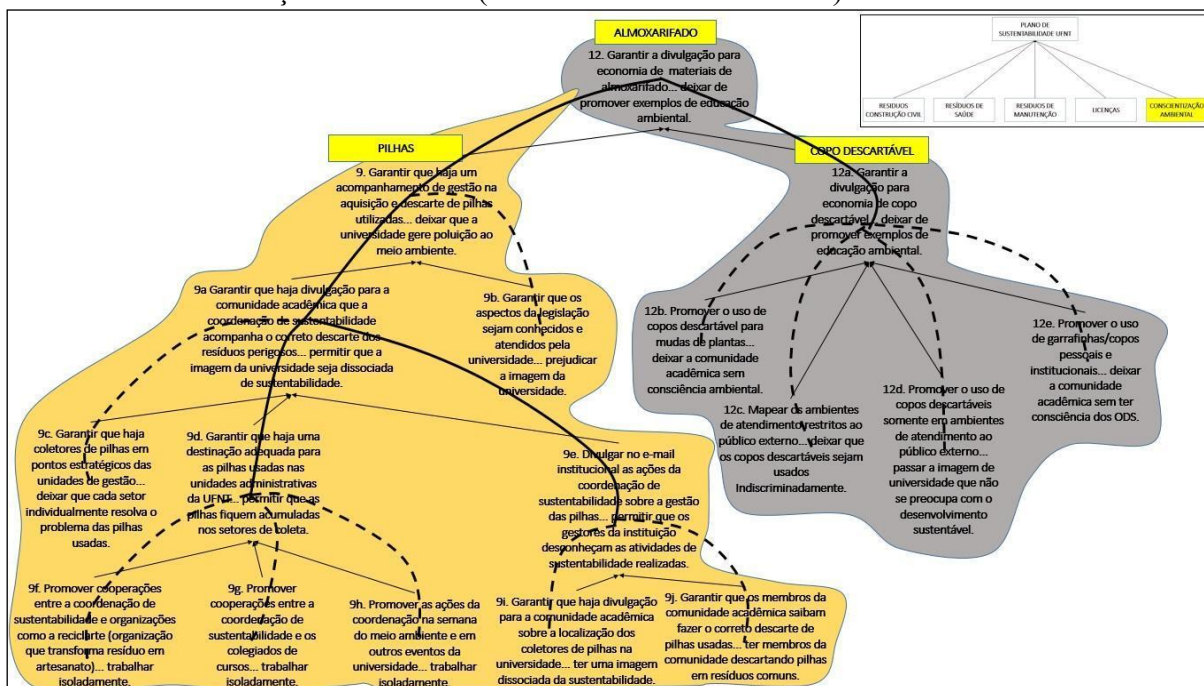 ALMOXARIFADO
12. Garantir a divulgação para
economia de materiais de
almoxarifado... deixar de
promover exemplos de educação
ambiental.
PLANO DE
SUSTENTABILIDADE UFNT
RESIDUOS
CONSTRUÇÃO CIVIL
RESÍDUOS DE
SAÚDE
RESIDUOS DE
MANUTENÇÃO
LICENÇAS
CONSCIENTIZAÇÃO
AMBIENTAL
PILHAS
9. Garantir que haja um
acompanhamento de gestão na
aquisição e descarte de pilhas
utilizadas... deixar que a
universidade gere poluição ao
meio ambiente.
COPO DESCARTÁVEL
12a. Garantir a
divulgação para
economia de copo
descartável... deixar de
promover exemplos de
educação ambiental.
9a Garantir que haja divulgação para a
comunidade acadêmica que a
coordenação de sustentabilidade
acompanha o correto descarte dos
resíduos perigosos... permitir que a
imagem da universidade seja dissociada
de sustentabilidade.
9b. Garantir que os
aspectos da legislação
sejam conhecidos e
atendidos pela
universidade... prejudicar
a imagem da
universidade.
12b. Promover o uso de
copos descartável para
mudas de plantas...
deixar a comunidade
acadêmica sem
consciência ambiental.
12c. Mapear os ambientes
de atendimento restritos ao
público externo... deixar que
os copos descartáveis sejam
usados
Indiscriminadamente.
12d. Promover o uso de
copos descartáveis
somente em ambientes
de atendimento ao
público externo...
passar a imagem de
universidade que não
se preocupa com o
desenvolvimento
sustentável.
12e. Promover o uso
de garrafinhas/copos
pessoais e
institucionais... deixar
a comunidade
acadêmica sem ter
consciência dos ODS.
9c. Garantir que haja
coletores de pilhas em
pontos estratégicos das
unidades de gestão...
deixar que cada setor
individualmente resolva o
problema das pilhas
usadas.
9d. Garantir que haja uma
destinação adequada para
as pilhas usadas nas
unidades administrativas
da UFNT... permitir que as
pilhas fiquem acumuladas
nos setores de coleta.
9e. Divulgar no e-mail
institucional as ações da
coordenação de
sustentabilidade sobre a gestão
das pilhas... permitir que os
gestores da instituição
desconheçam as atividades de
sustentabilidade realizadas.
9f. Promover cooperações
entre a coordenação de
sustentabilidade e organizações
como a reciclarte (organização
que transforma resíduo em
artesanato)... trabalhar
isoladamente.
9g. Promover
cooperações entre a
coordenação de
sustentabilidade e os
colegiados de
cursos... trabalhar
isoladamente.
9h. Promover as ações da
coordenação na semana
do meio ambiente e em
outros eventos da
universidade... trabalhar
isoladamente.
9i. Garantir que haja divulgação
para a comunidade acadêmica
sobre a localização dos
coletores de pilhas na
universidade... ter uma imagem
dissociada da sustentabilidade.
9j. Garantir que os membros da
comunidade acadêmica saibam
fazer o correto descarte de
pilhas usadas... ter membros da
comunidade descartando pilhas
em resíduos comuns.